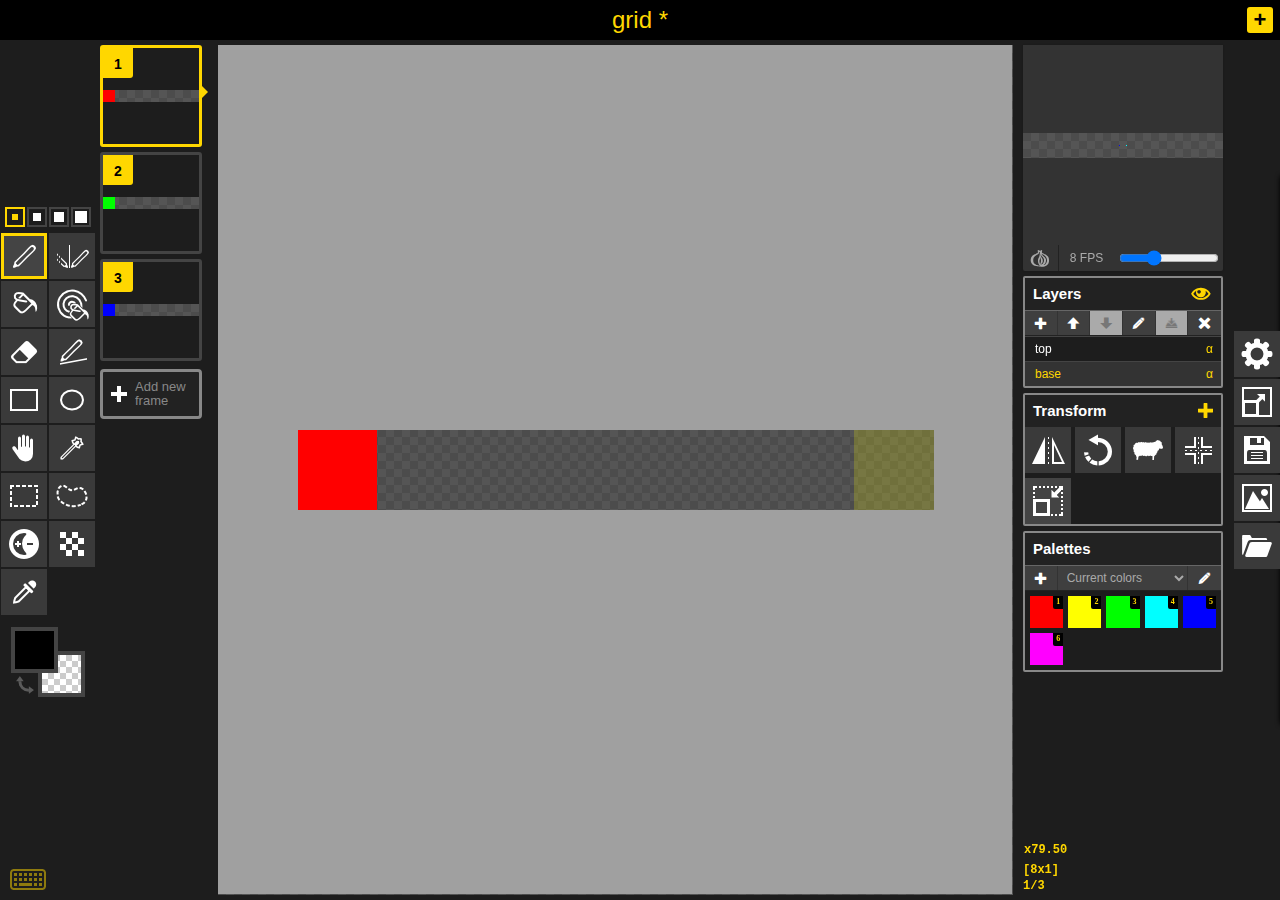 grid *
+
1
2
3
Add new
frame
8 FPS
Layers
top α
base α
Transform
Palettes
Current colors
1 2 3 4 5
6
x79.50
[8x1]
1/3